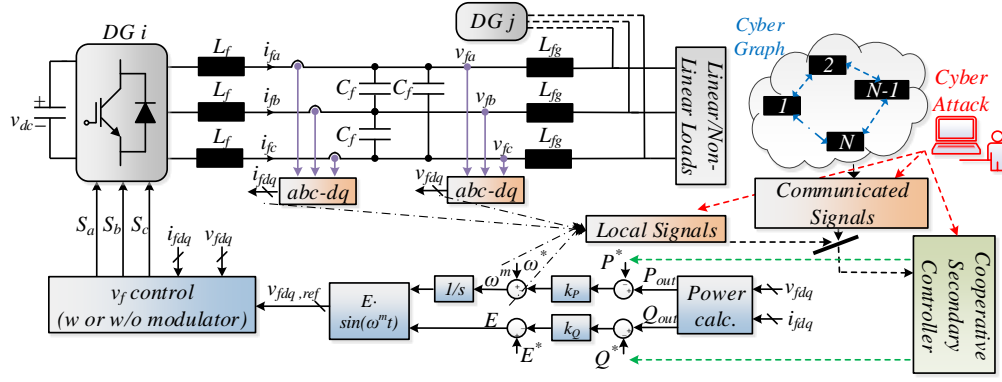 DG i
DG j
L_f
i_fa
v_fa
L_fg
C_f
C_f
L_f
i_fb
v_fb
L_fg
C_f
L_f
i_fc
v_fc
L_fg
+
v_dc
−
Linear/Non-
Linear Loads
Cyber
Graph
2
1
N-1
N
Cyber
Attack
i_fdq
abc-dq
v_fdq
abc-dq
Communicated
Signals
Local Signals
S_a
S_b
S_c
i_fdq
v_fdq
v_f control
(w or w/o modulator)
v_fdq,ref
E·
sin(ω^m t)
1/s
ω^m
ω^*
k_P
P^*
P_out
Power
calc.
v_fdq
i_fdq
E
E^*
k_Q
Q_out
Q^*
Cooperative
Secondary
Controller